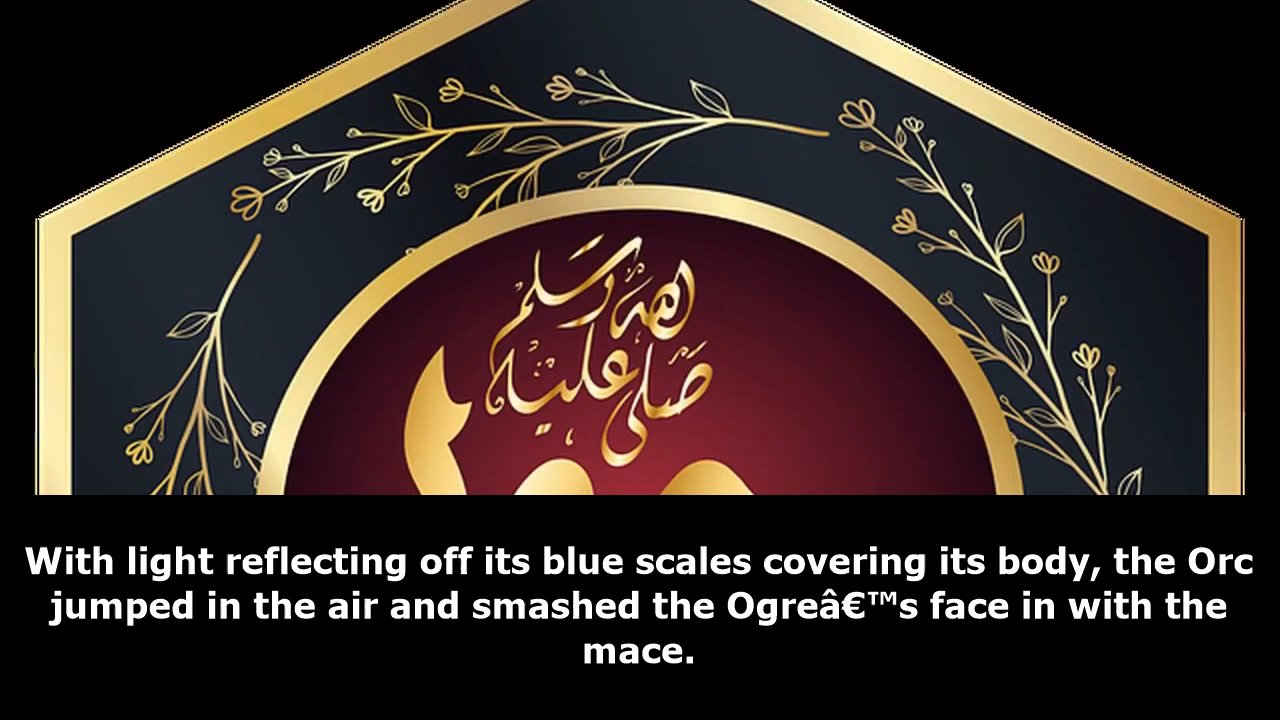 صلى الله
عليه وسلم
With light reflecting off its blue scales covering its body, the Orc
jumped in the air and smashed the Ogreâ€™s face in with the
mace.